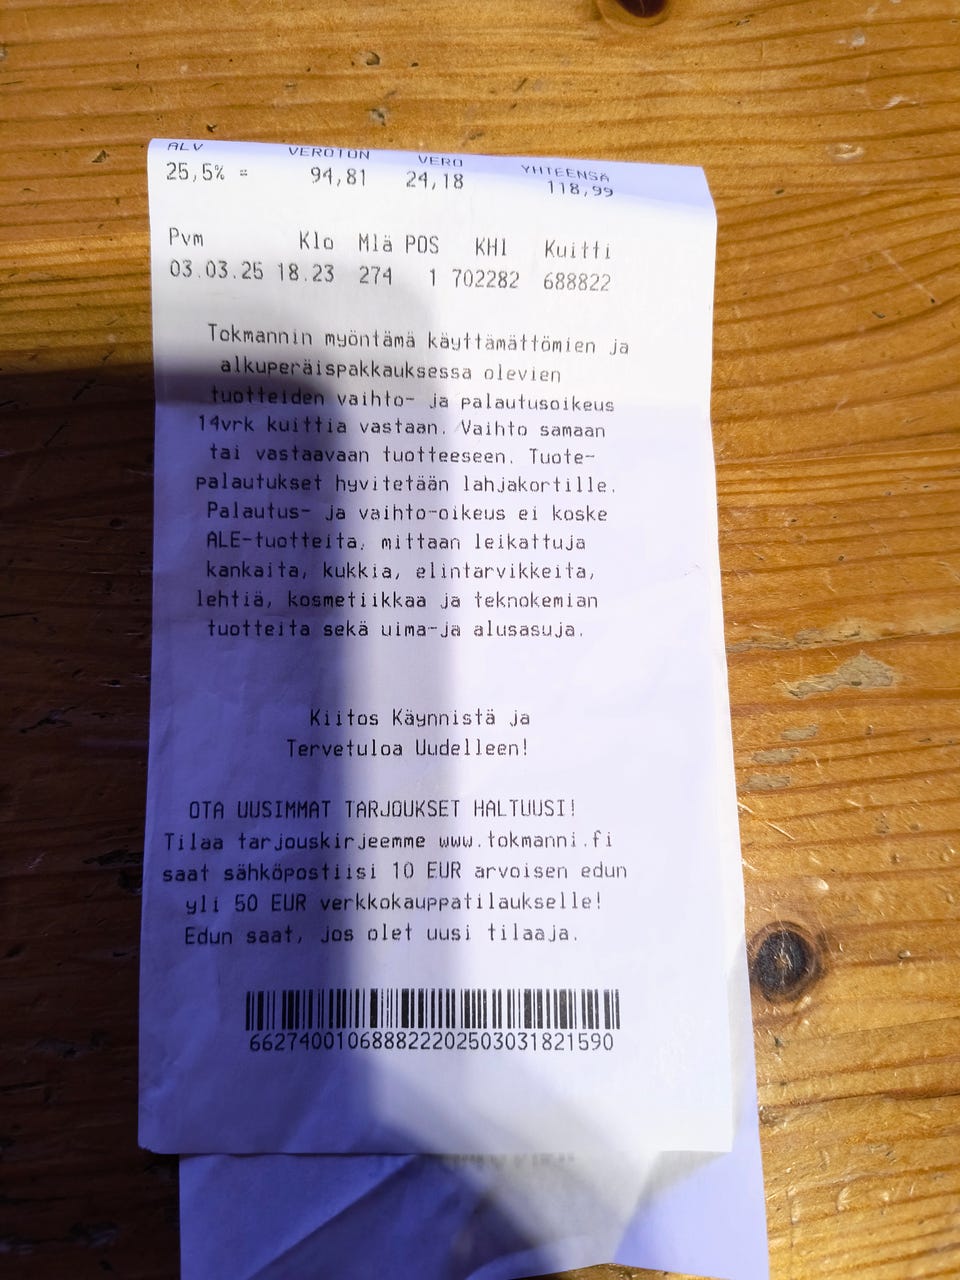 ALV VEROTON VERO YHTEENSÄ
25,5% = 94,81 24,18 118,99
Pvm Klo Mlä POS KHl Kuitti
03.03.25 18.23 274 1 702282 688822
Tokmannin myöntämä käyttämättömien ja
alkuperäispakkauksessa olevien
tuotteiden vaihto- ja palautusoikeus
14vrk kuittia vastaan. Vaihto samaan
tai vastaavaan tuotteeseen. Tuote-
palautukset hyvitetään lahjakortille.
Palautus- ja vaihto-oikeus ei koske
ALE-tuotteita, mittaan leikattuja
kankaita, kukkia, elintarvikkeita,
lehtiä, kosmetiikkaa ja teknokemian
tuotteita sekä uima-ja alusasuja.
Kiitos Käynnistä ja
Tervetuloa Uudelleen!
OTA UUSIMMAT TARJOUKSET HALTUUSI!
Tilaa tarjouskirjeemme www.tokmanni.fi
saat sähköpostiisi 10 EUR arvoisen edun
yli 50 EUR verkkokauppatilaukselle!
Edun saat, jos olet uusi tilaaja.
66274001068882220250303182​1590